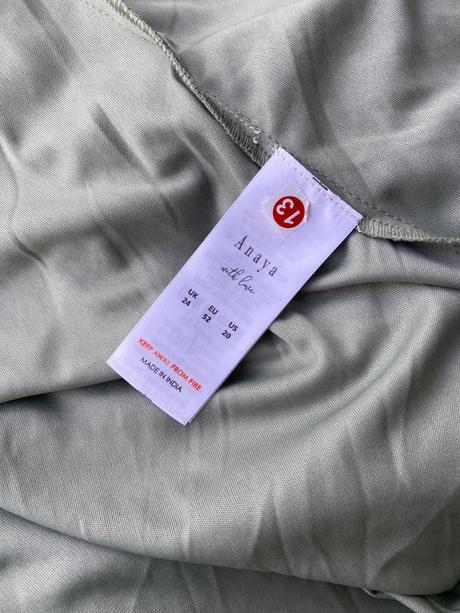 13
Anaya
with love
UK EU US
24 52 20
KEEP AWAY FROM FIRE
MADE IN INDIA